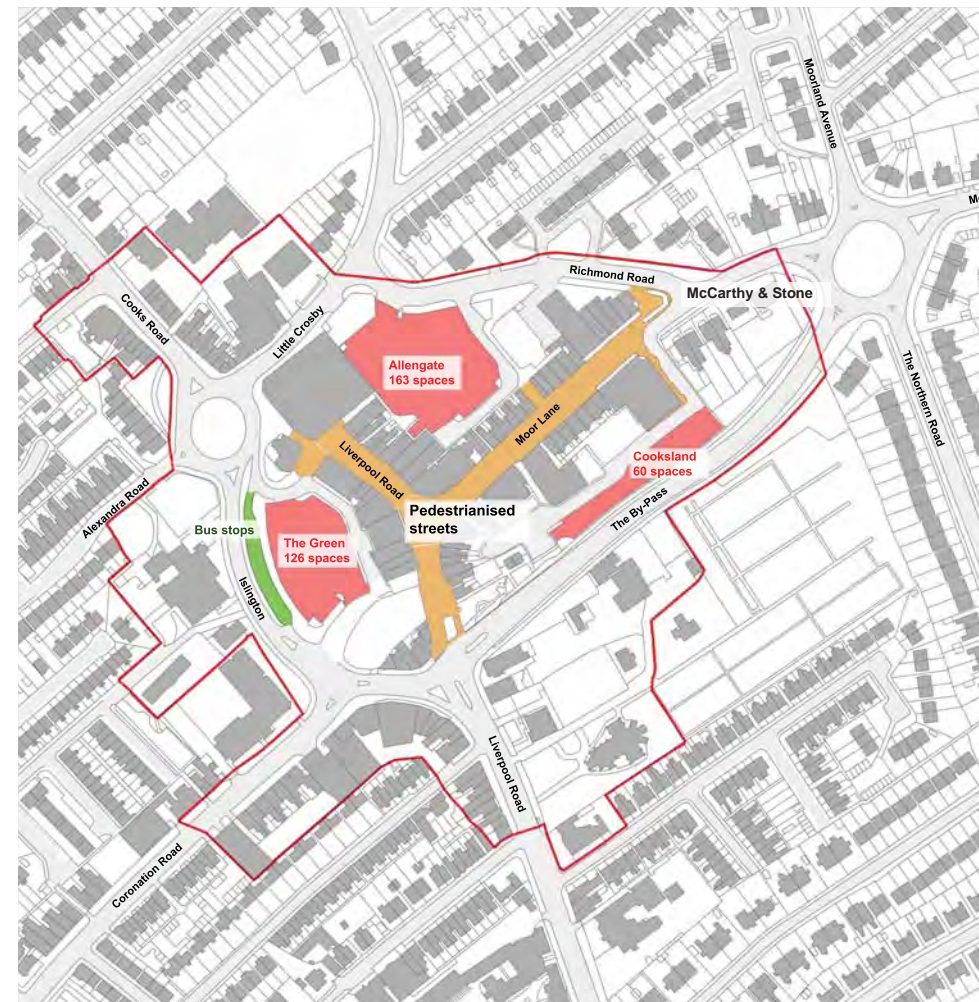 Moorland Avenue
Richmond Road
McCarthy & Stone
Cooks Road
Little Crosby
Allengate
163 spaces
The Northern Road
Moor Lane
Liverpool Road
Cooksland
60 spaces
Alexandra Road
Pedestrianised
streets
The By-Pass
Bus stops
The Green
126 spaces
Islington
Liverpool Road
Coronation Road